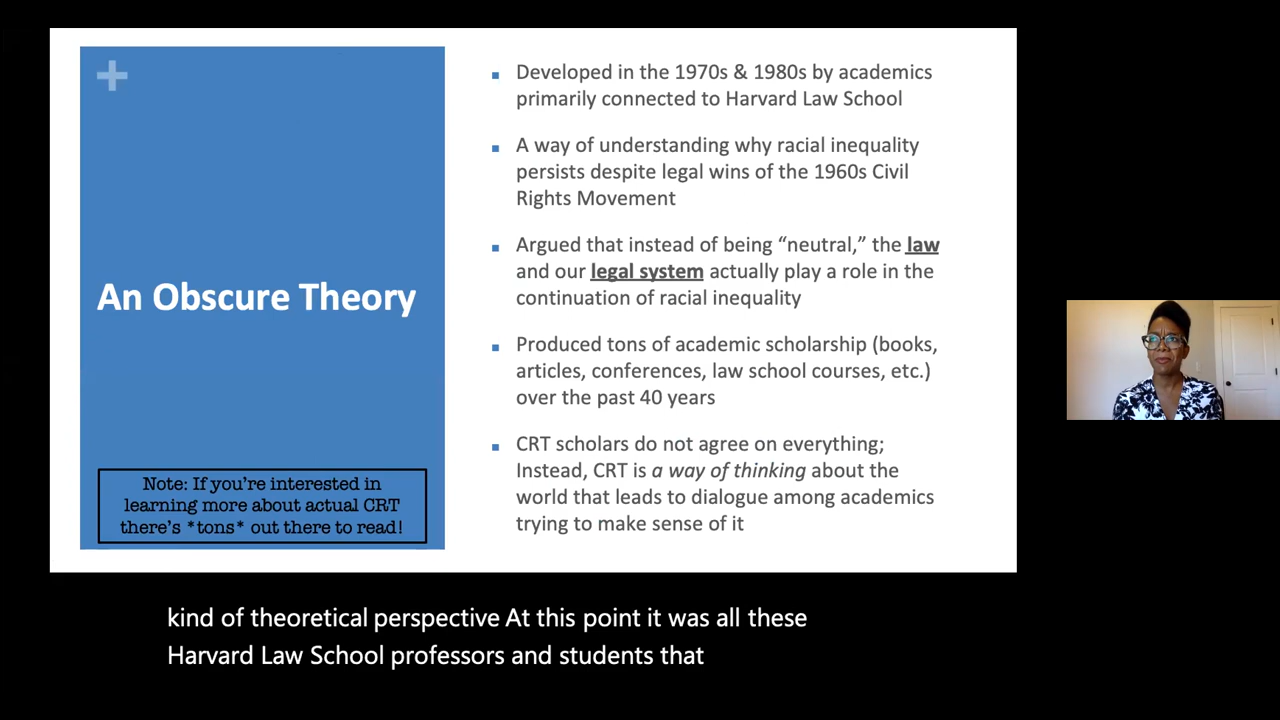 An Obscure Theory
Note: If you're interested in
learning more about actual CRT
there's *tons* out there to read!
Developed in the 1970s & 1980s by academics
primarily connected to Harvard Law School
A way of understanding why racial inequality
persists despite legal wins of the 1960s Civil
Rights Movement
Argued that instead of being “neutral,” the law
and our legal system actually play a role in the
continuation of racial inequality
Produced tons of academic scholarship (books,
articles, conferences, law school courses, etc.)
over the past 40 years
CRT scholars do not agree on everything;
Instead, CRT is a way of thinking about the
world that leads to dialogue among academics
trying to make sense of it
kind of theoretical perspective At this point it was all these
Harvard Law School professors and students that